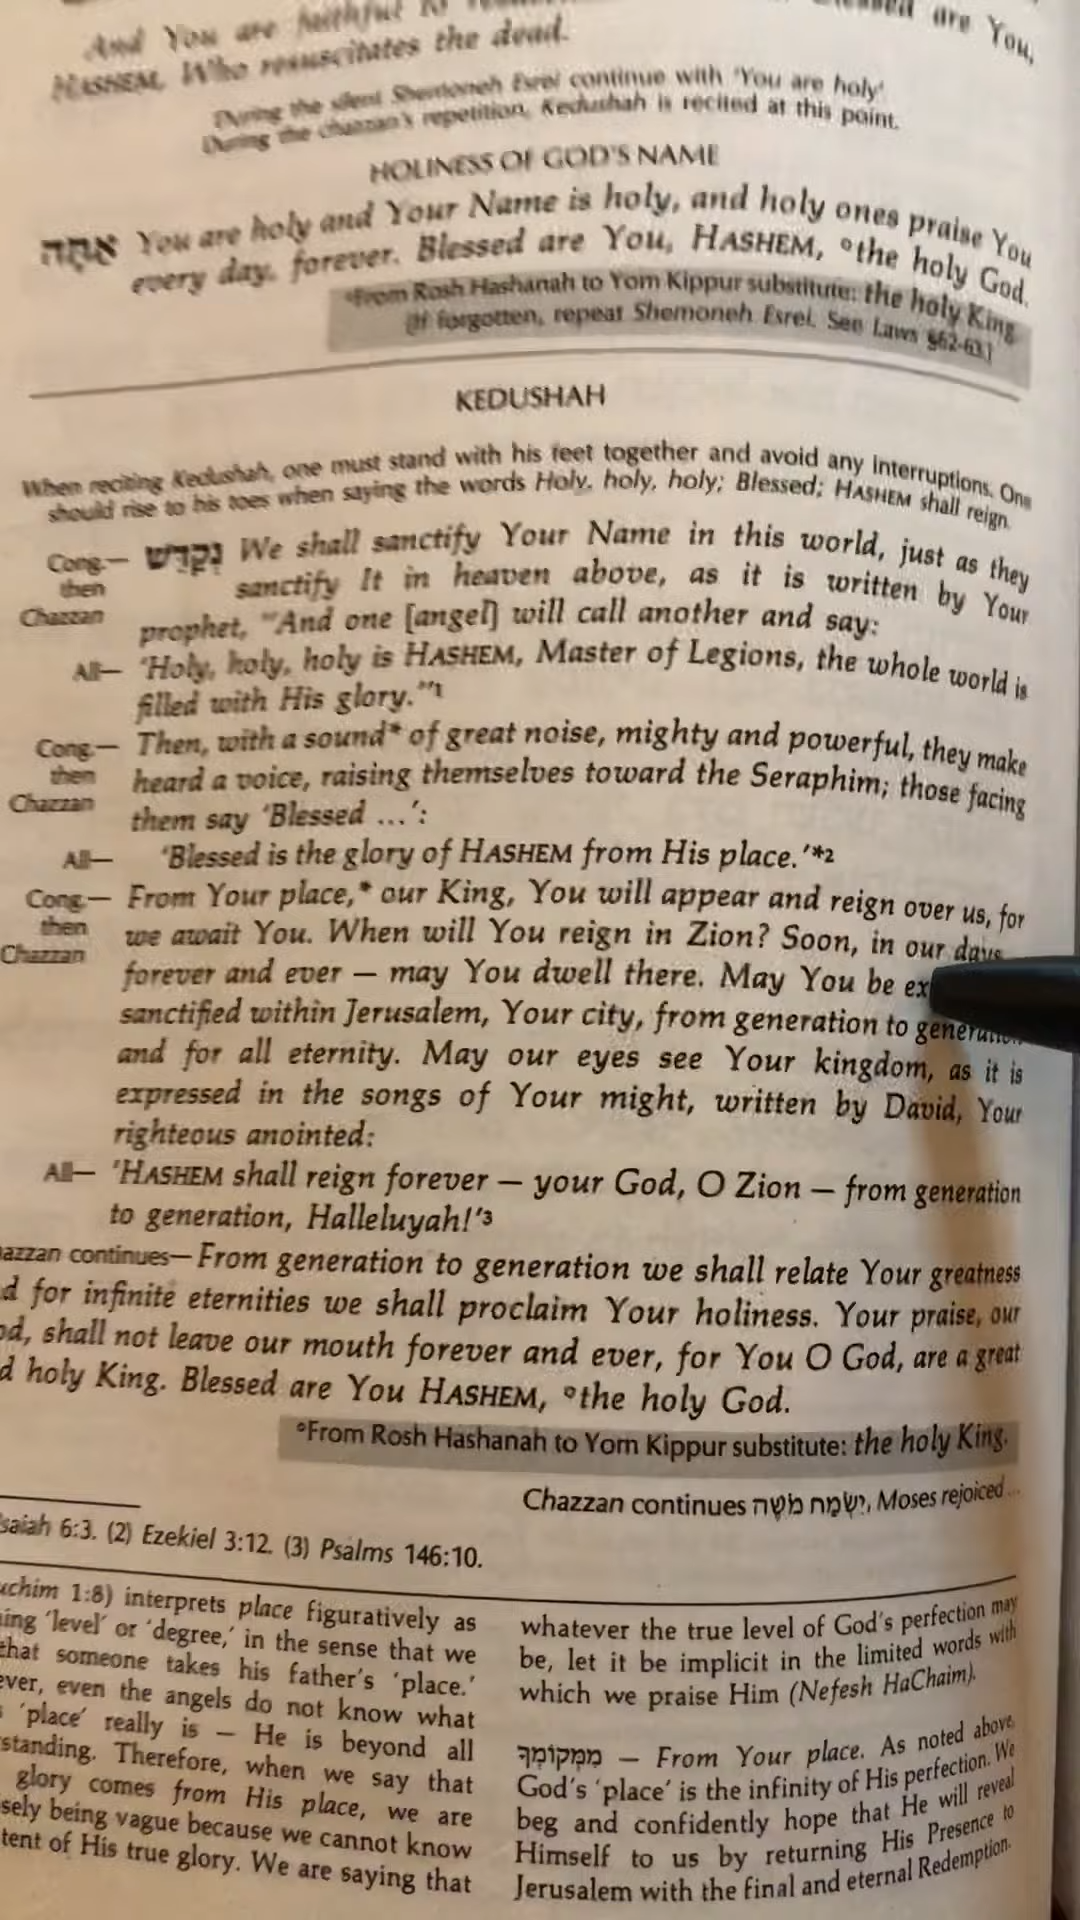 And You are faithful to
are You,
HASHEM, Who resuscitates the dead.
During the silent Shemoneh Esrei continue with 'You are holy'
During the chazzan's repetition, Kedushah is recited at this point.
HOLINESS OF GOD'S NAME
אַתָּה You are holy and Your Name is holy, and holy ones praise You
every day, forever. Blessed are You, HASHEM, °the holy God.
°From Rosh Hashanah to Yom Kippur substitute: the holy King.
[If forgotten, repeat Shemoneh Esrei. See Laws §62-63.]
KEDUSHAH
When reciting Kedushah, one must stand with his feet together and avoid any interruptions. One
should rise to his toes when saying the words Holy, holy, holy; Blessed; HASHEM shall reign.
Cong.— נְקַדֵּשׁ We shall sanctify Your Name in this world, just as they
then sanctify It in heaven above, as it is written by Your
Chazzan prophet, "And one [angel] will call another and say:
All— 'Holy, holy, holy is HASHEM, Master of Legions, the whole world is
filled with His glory.'"1
Cong.— Then, with a sound* of great noise, mighty and powerful, they make
then heard a voice, raising themselves toward the Seraphim; those facing
Chazzan them say 'Blessed ...':
All— 'Blessed is the glory of HASHEM from His place.'*2
Cong.— From Your place,* our King, You will appear and reign over us, for
then we await You. When will You reign in Zion? Soon, in our days
Chazzan forever and ever — may You dwell there. May You be
sanctified within Jerusalem, Your city, from generation to generation
and for all eternity. May our eyes see Your kingdom, as it is
expressed in the songs of Your might, written by David, Your
righteous anointed:
All— 'HASHEM shall reign forever — your God, O Zion — from generation
to generation, Halleluyah!'3
azzan continues— From generation to generation we shall relate Your greatness
d for infinite eternities we shall proclaim Your holiness. Your praise, our
od, shall not leave our mouth forever and ever, for You O God, are a great
d holy King. Blessed are You HASHEM, °the holy God.
°From Rosh Hashanah to Yom Kippur substitute: the holy King.
Chazzan continues יִשְׂמַח מֹשֶׁה, Moses rejoiced...
saiah 6:3. (2) Ezekiel 3:12. (3) Psalms 146:10.
uchim 1:8) interprets place figuratively as
ing 'level' or 'degree,' in the sense that we
that someone takes his father's 'place.'
ever, even the angels do not know what
'place' really is — He is beyond all
standing. Therefore, when we say that
glory comes from His place, we are
sely being vague because we cannot know
tent of His true glory. We are saying that
whatever the true level of God's perfection may
be, let it be implicit in the limited words with
which we praise Him (Nefesh HaChaim).
מִמְּקוֹמְךָ — From Your place. As noted above,
God's 'place' is the infinity of His perfection. We
beg and confidently hope that He will reveal
Himself to us by returning His Presence to
Jerusalem with the final and eternal Redemption.